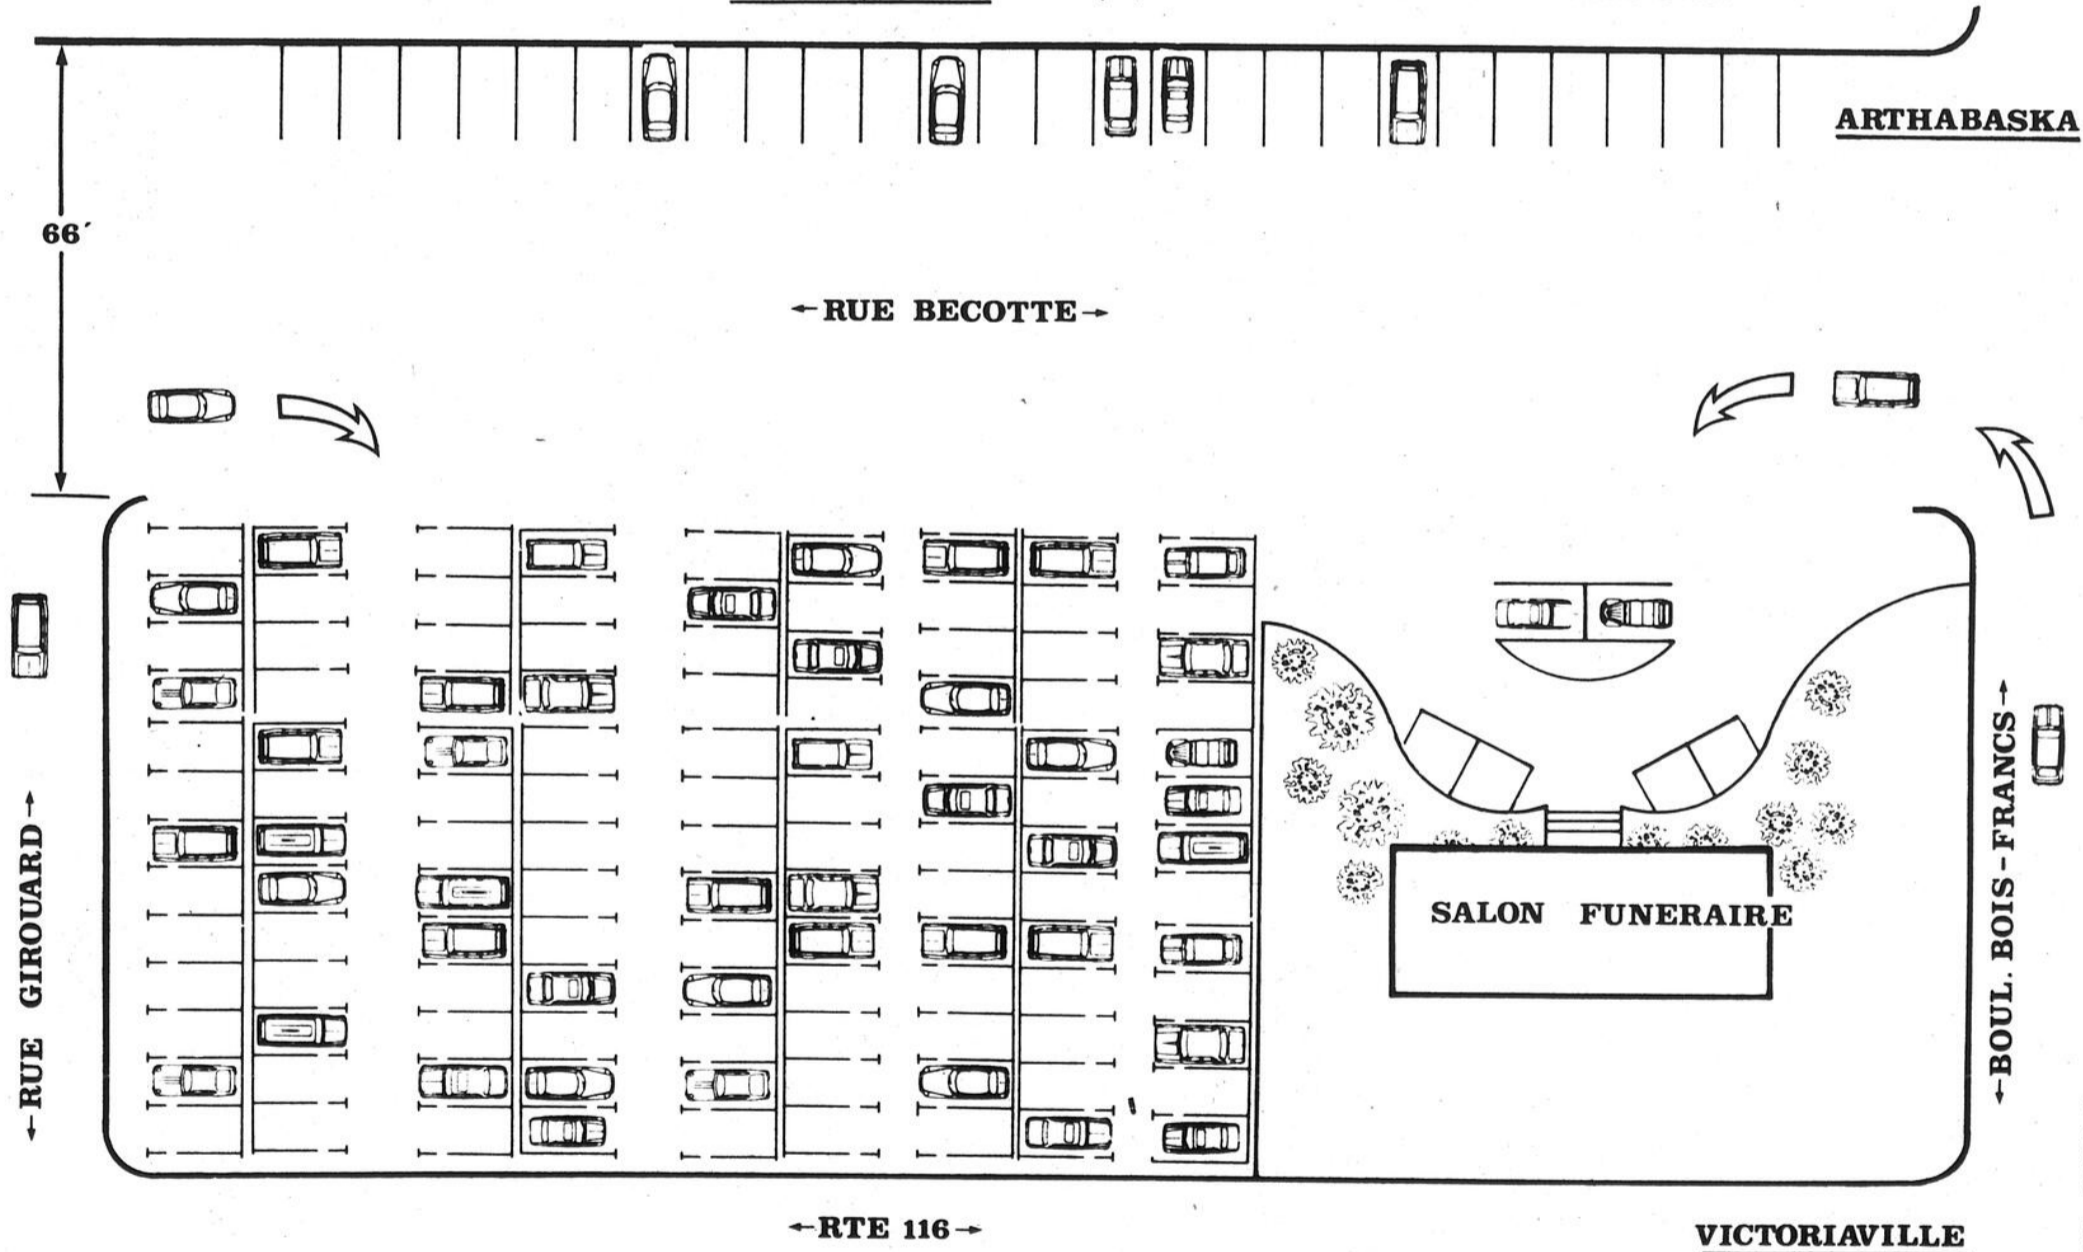 ARTHABASKA
66′
←RUE BECOTTE→
←RUE GIROUARD→
SALON FUNERAIRE
←BOUL. BOIS-FRANCS→
←RTE 116→
VICTORIAVILLE